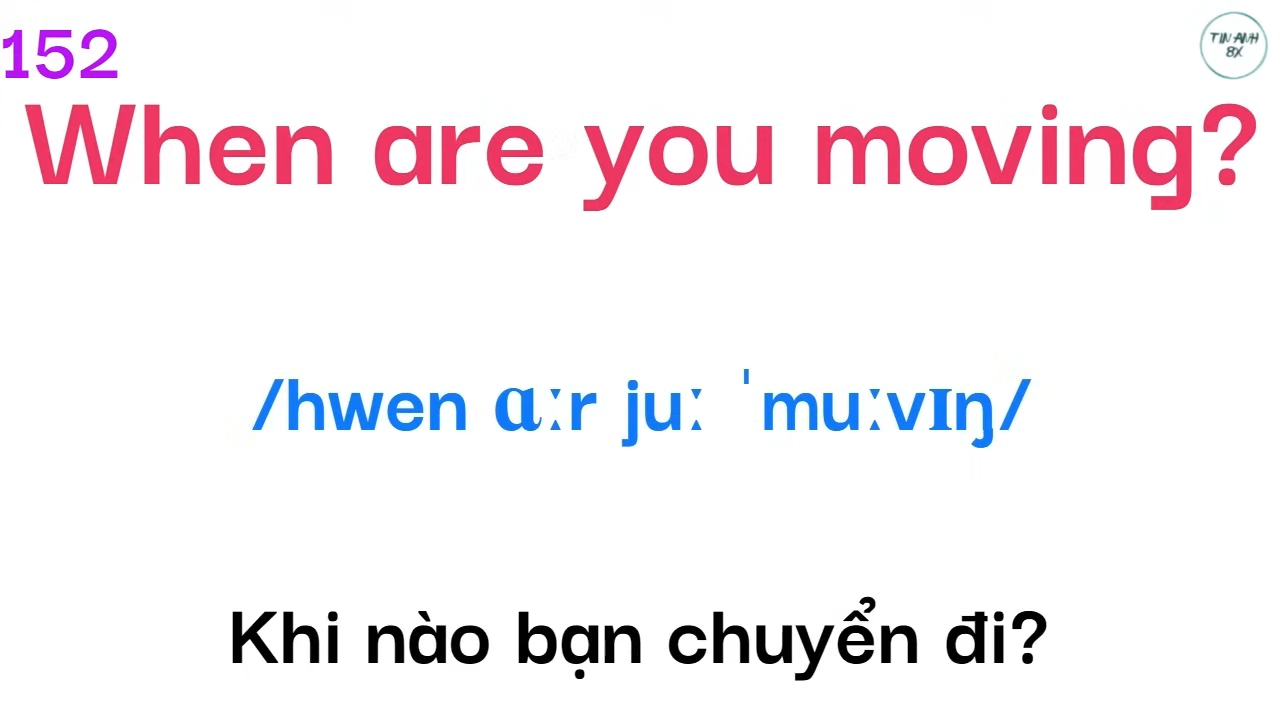 152
TIN ANH
8X
When are you moving?
/hwen ɑːr juː ˈmuːvɪŋ/
Khi nào bạn chuyển đi?